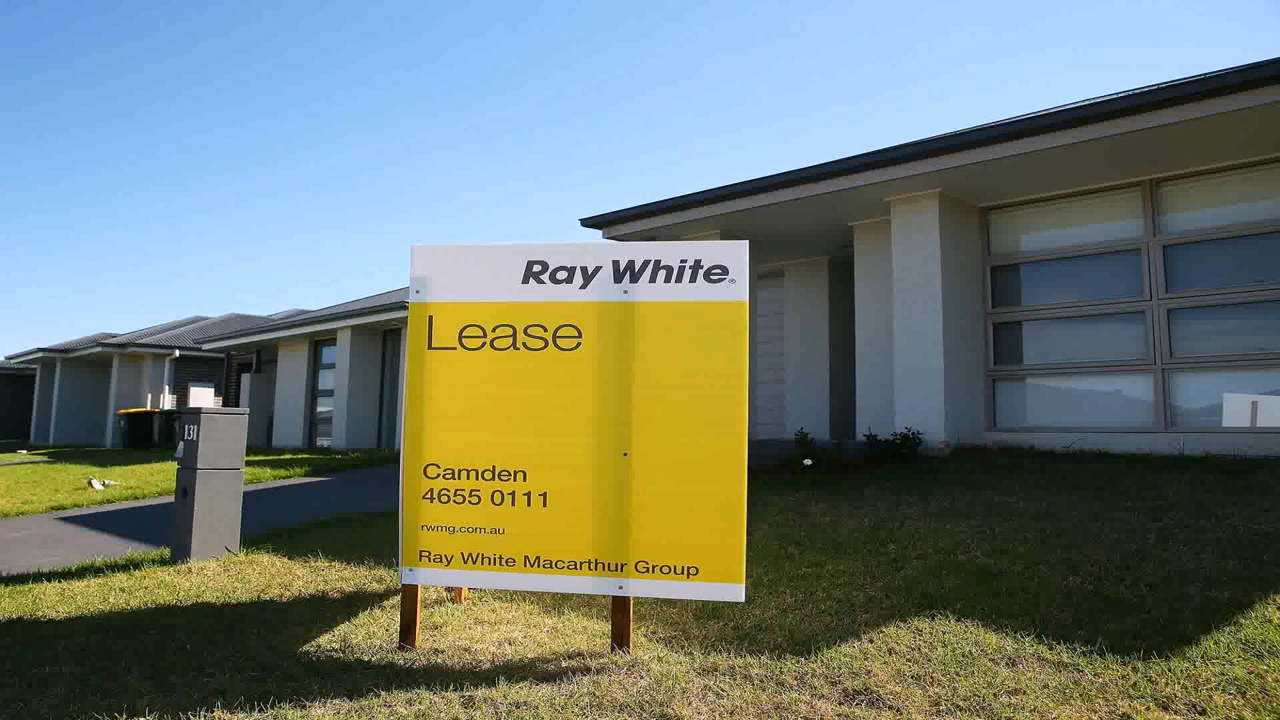 Ray White
Lease
Camden
4655 0111
rwmg.com.au
Ray White Macarthur Group
131